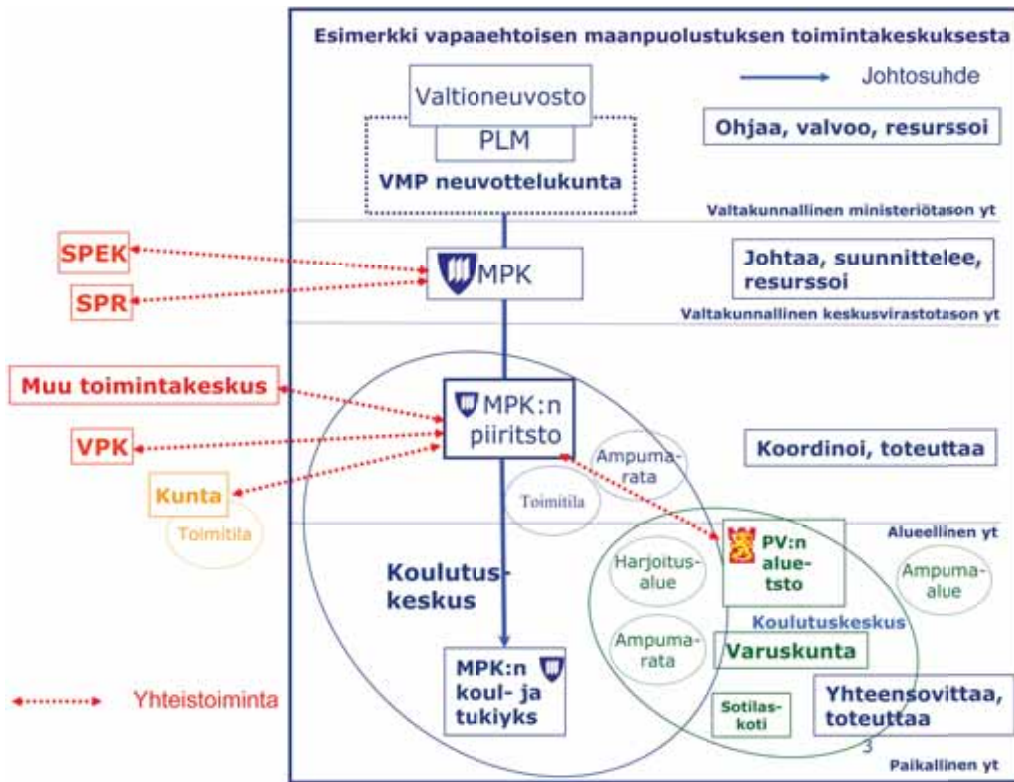 Esimerkki vapaaehtoisen maanpuolustuksen toimintakeskuksesta
Johtosuhde
Valtioneuvosto
PLM
VMP neuvottelukunta
Ohjaa, valvoo, resurssoi
Valtakunnallinen ministeriötason yt
SPEK
SPR
MPK
Johtaa, suunnittelee,
resurssoi
Valtakunnallinen keskusvirastotason yt
Muu toimintakeskus
VPK
Kunta
Toimitila
MPK:n
piiritsto
Ampuma-
rata
Toimitila
Koordinoi, toteuttaa
Alueellinen yt
Harjoitus-
alue
PV:n
alue-
tsto
Ampuma-
alue
Koulutus-
keskus
Koulutuskeskus
Ampuma-
rata
Varuskunta
MPK:n
koul- ja
tukiyks
Sotilas-
koti
Yhteensovittaa,
toteuttaa
3
Paikallinen yt
Yhteistoiminta